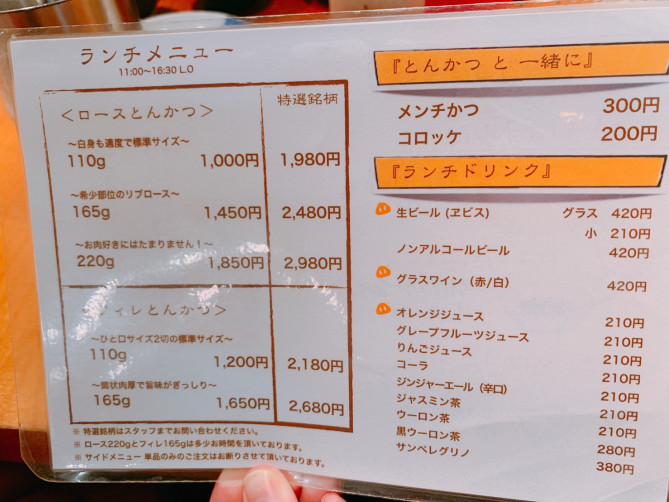 ランチメニュー
11:00～16:30 L.O
特選銘柄
＜ロースとんかつ＞
～白身も適度で標準サイズ～
110g 1,000円 1,980円
～希少部位のリブロース～
165g 1,450円 2,480円
～お肉好きにはたまりません！～
220g 1,850円 2,980円
フィレとんかつ＞
～ひと口サイズ2切の標準サイズ～
110g 1,200円 2,180円
～筒状肉厚で旨味がぎっしり～
165g 1,650円 2,680円
※ 特選銘柄はスタッフまでお問い合わせください。
※ ロース220gとフィレ165gは多少お時間を頂いております。
※ サイドメニュー 単品のみのご注文はお断りさせて頂いております。
『とんかつ と 一緒に』
メンチかつ 300円
コロッケ 200円
『ランチドリンク』
生ビール (ヱビス) グラス 420円
小 210円
ノンアルコールビール 420円
グラスワイン（赤/白） 420円
オレンジジュース 210円
グレープフルーツジュース 210円
りんごジュース 210円
コーラ 210円
ジンジャーエール（辛口） 210円
ジャスミン茶 210円
ウーロン茶 210円
黒ウーロン茶 280円
サンペレグリノ 380円